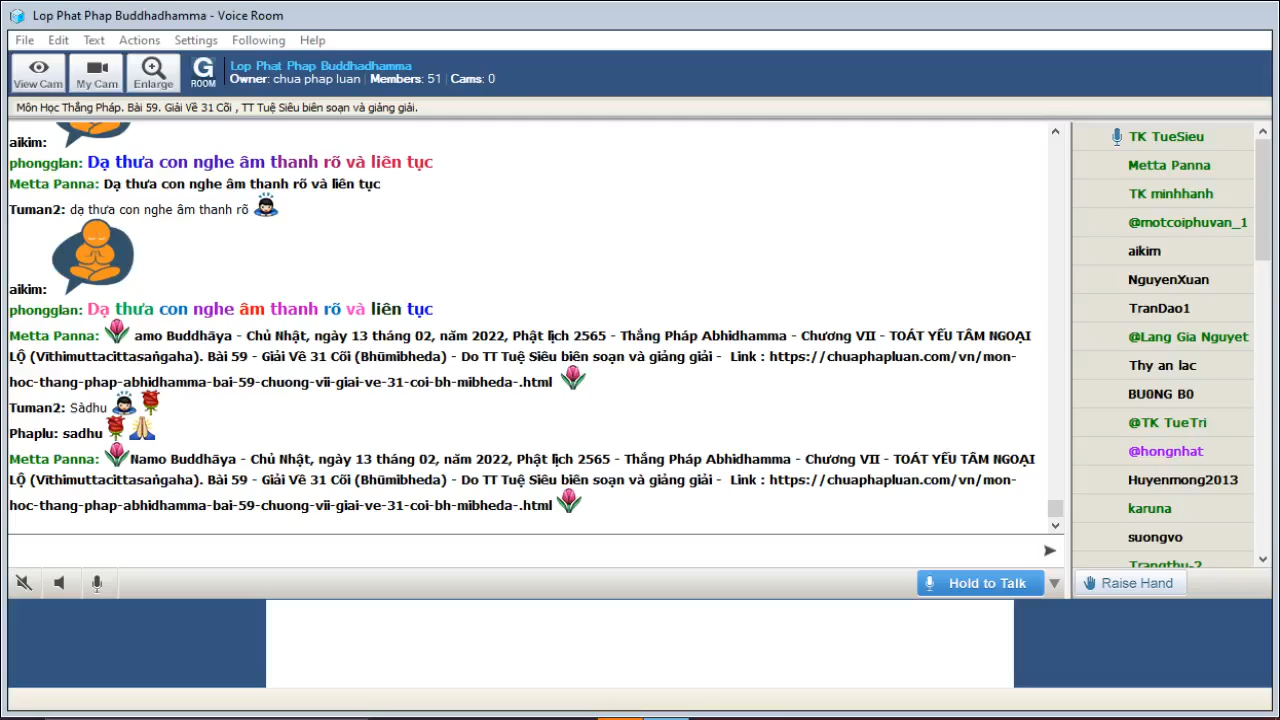 Lop Phat Phap Buddhadhamma - Voice Room
File Edit Text Actions Settings Following Help
View Cam My Cam Enlarge G ROOM
Lop Phat Phap Buddhadhamma
Owner: chua phap luan | Members: 51 | Cams: 0
Môn Học Thắng Pháp. Bài 59. Giải Về 31 Cõi , TT Tuệ Siêu biên soạn và giảng giải.
aikim:
phongglan: Dạ thưa con nghe âm thanh rõ và liên tục
Metta Panna: Dạ thưa con nghe âm thanh rõ và liên tục
Tuman2: dạ thưa con nghe âm thanh rõ
aikim:
phongglan: Dạ thưa con nghe âm thanh rõ và liên tục
Metta Panna: amo Buddhāya - Chủ Nhật, ngày 13 tháng 02, năm 2022, Phật lịch 2565 - Thắng Pháp Abhidhamma - Chương VII - TOÁT YẾU TÂM NGOẠI
LỘ (Vīthimuttacittasaṅgaha). Bài 59 - Giải Về 31 Cõi (Bhūmibheda) - Do TT Tuệ Siêu biên soạn và giảng giải - Link : https://chuaphapluan.com/vn/mon-
hoc-thang-phap-abhidhamma-bai-59-chuong-vii-giai-ve-31-coi-bh-mibheda-.html
Tuman2: Sàdhu
Phaplu: sadhu
Metta Panna: Namo Buddhāya - Chủ Nhật, ngày 13 tháng 02, năm 2022, Phật lịch 2565 - Thắng Pháp Abhidhamma - Chương VII - TOÁT YẾU TÂM NGOẠI
LỘ (Vīthimuttacittasaṅgaha). Bài 59 - Giải Về 31 Cõi (Bhūmibheda) - Do TT Tuệ Siêu biên soạn và giảng giải - Link : https://chuaphapluan.com/vn/mon-
hoc-thang-phap-abhidhamma-bai-59-chuong-vii-giai-ve-31-coi-bh-mibheda-.html
TK TueSieu
Metta Panna
TK minhhanh
@motcoiphuvan_1
aikim
NguyenXuan
TranDao1
@Lang Gia Nguyet
Thy an lac
BU0NG B0
@TK TueTri
@hongnhat
Huyenmong2013
karuna
suongvo
Trangthu-2
Hold to Talk
Raise Hand